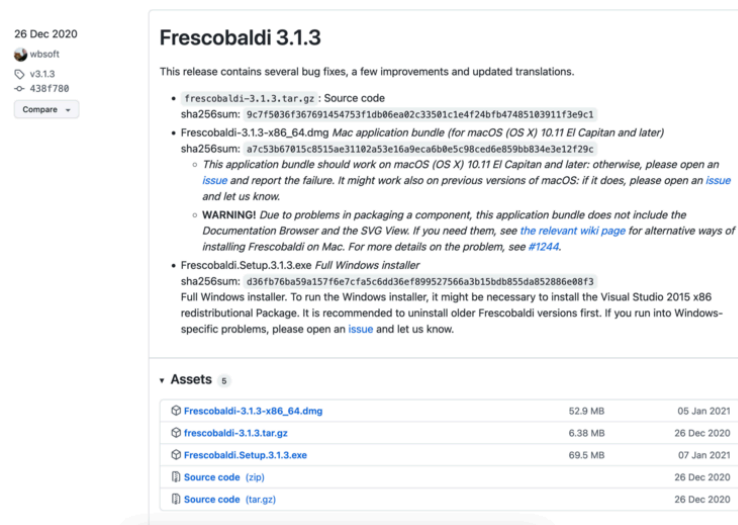 26 Dec 2020
wbsoft
v3.1.3
438f780
Compare
Frescobaldi 3.1.3
This release contains several bug fixes, a few improvements and updated translations.
frescobaldi-3.1.3.tar.gz : Source code
sha256sum: 9c7f5036f367691454753f1db06ea02c33501c1e4f24bfb47485103911f3e9c1
Frescobaldi-3.1.3-x86_64.dmg Mac application bundle (for macOS (OS X) 10.11 El Capitan and later)
sha256sum: a7c53b67015c8515ae31102a53e16a9eca6b0e5c98ced6e859bb834e3e12f29c
This application bundle should work on macOS (OS X) 10.11 El Capitan and later: otherwise, please open an
issue and report the failure. It might work also on previous versions of macOS: if it does, please open an issue
and let us know.
WARNING! Due to problems in packaging a component, this application bundle does not include the
Documentation Browser and the SVG View. If you need them, see the relevant wiki page for alternative ways of
installing Frescobaldi on Mac. For more details on the problem, see #1244.
Frescobaldi.Setup.3.1.3.exe Full Windows installer
sha256sum: d36fb76ba59a157f6e7cfa5c6dd36ef899527566a3b15bdb855da852886e08f3
Full Windows installer. To run the Windows installer, it might be necessary to install the Visual Studio 2015 x86
redistributional Package. It is recommended to uninstall older Frescobaldi versions first. If you run into Windows-
specific problems, please open an issue and let us know.
Assets 5
Frescobaldi-3.1.3-x86_64.dmg 52.9 MB 05 Jan 2021
frescobaldi-3.1.3.tar.gz 6.38 MB 26 Dec 2020
Frescobaldi.Setup.3.1.3.exe 69.5 MB 07 Jan 2021
Source code (zip) 26 Dec 2020
Source code (tar.gz) 26 Dec 2020